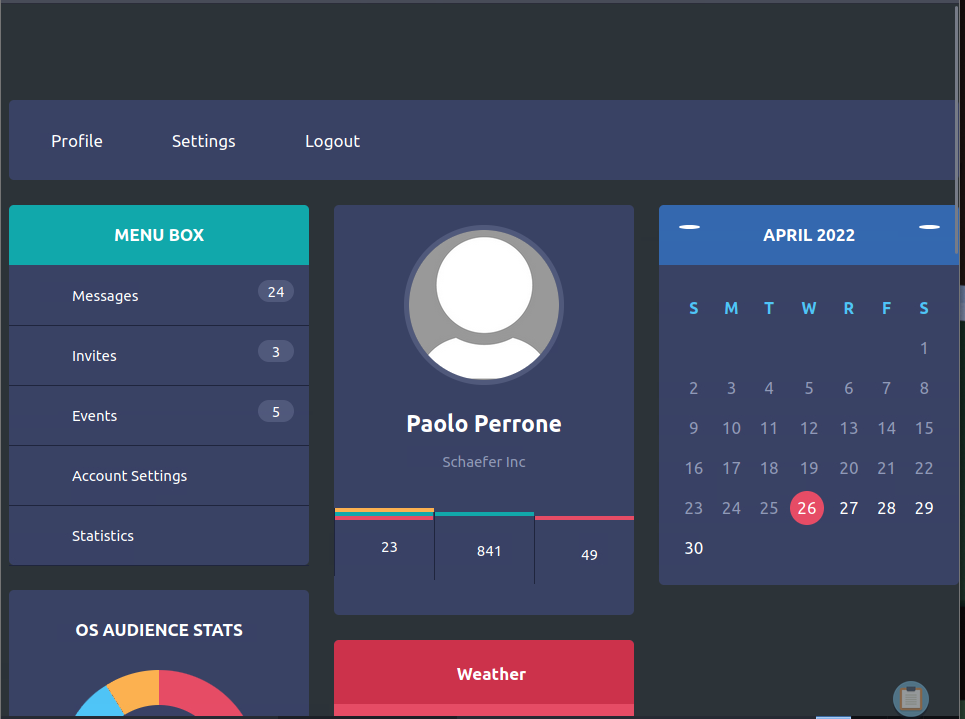 Profile Settings Logout
MENU BOX
Messages 24
Invites 3
Events 5
Account Settings
Statistics
OS AUDIENCE STATS
Paolo Perrone
Schaefer Inc
23 841 49
Weather
APRIL 2022
S M T W R F S
1
2 3 4 5 6 7 8
9 10 11 12 13 14 15
16 17 18 19 20 21 22
23 24 25 26 27 28 29
30